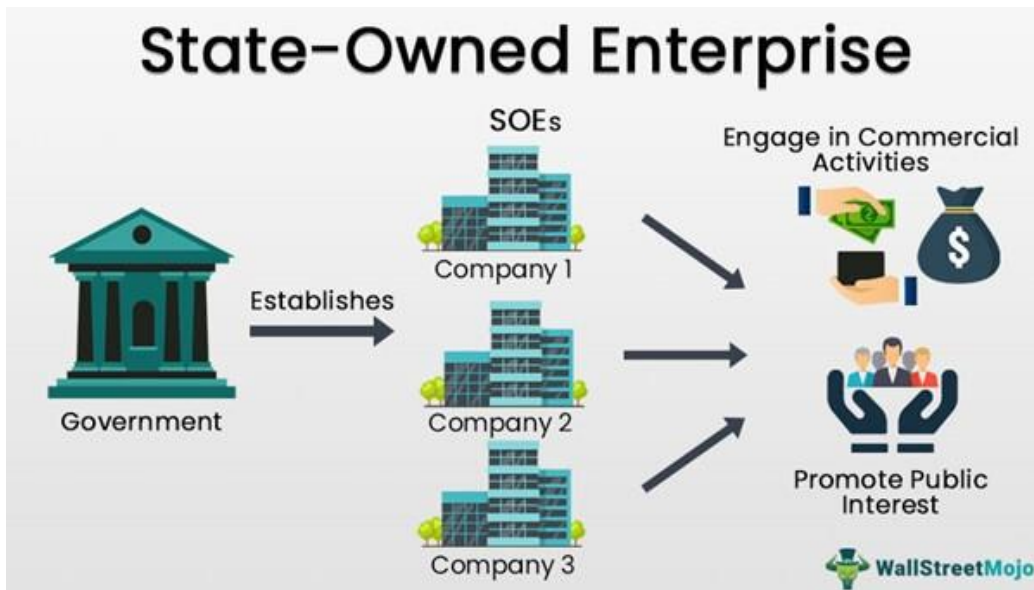 State-Owned Enterprise
SOEs
Engage in Commercial
Activities
$
Company 1
Establishes
Government
Company 2
Promote Public
Interest
Company 3
WallStreetMojo